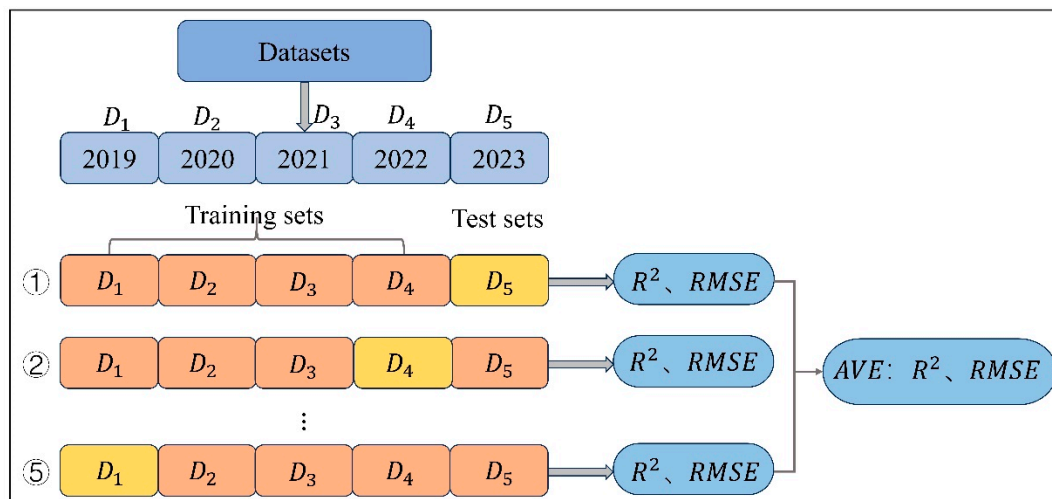 Datasets
D₁ D₂ D₃ D₄ D₅
2019 2020 2021 2022 2023
Training sets Test sets
① D₁ D₂ D₃ D₄ D₅ R²、RMSE
② D₁ D₂ D₃ D₄ D₅ R²、RMSE
AVE: R²、RMSE
⋮
⑤ D₁ D₂ D₃ D₄ D₅ R²、RMSE